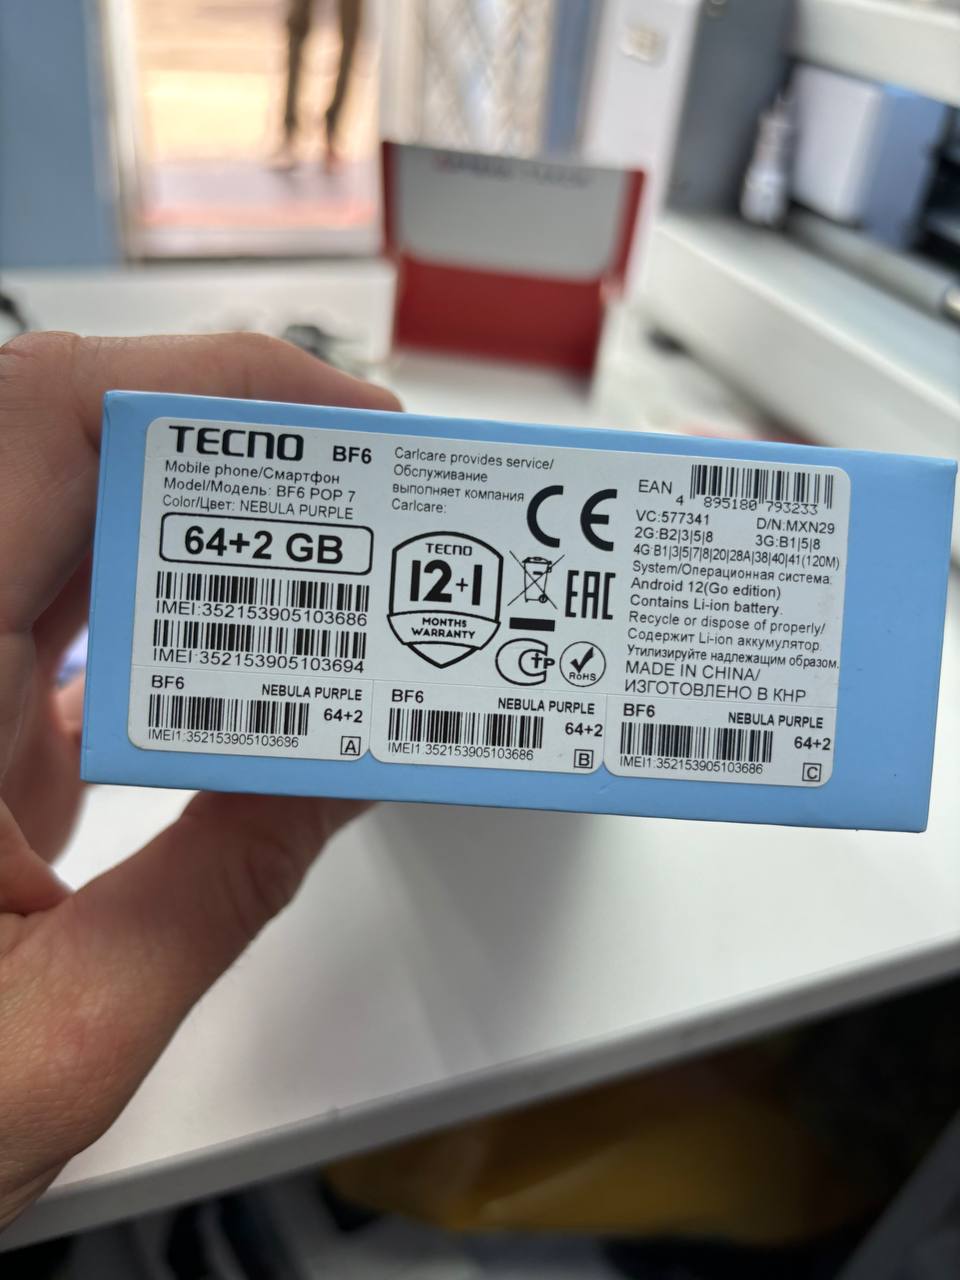 TECNO BF6
Mobile phone/Смартфон
Model/Модель: BF6 POP 7
Color/Цвет: NEBULA PURPLE
64+2 GB
IMEI:352153905103686
IMEI:352153905103694
Carlcare provides service/
Обслуживание
выполняет компания
Carlcare:
TECNO
12+1
MONTHS
WARRANTY
CE
EAC
RoHS
EAN 4 895180 793233
VC:577341 D/N:MXN29
2G:B2|3|5|8 3G:B1|5|8
4G:B1|3|5|7|8|20|28A|38|40|41(120M)
System/Операционная система:
Android 12(Go edition)
Contains Li-ion battery.
Recycle or dispose of properly/
Содержит Li-ion аккумулятор.
Утилизируйте надлежащим образом.
MADE IN CHINA/
ИЗГОТОВЛЕНО В КНР
BF6 NEBULA PURPLE
64+2
IMEI1:352153905103686 A
BF6 NEBULA PURPLE
64+2
IMEI1:352153905103686 B
BF6 NEBULA PURPLE
64+2
IMEI1:352153905103686 C